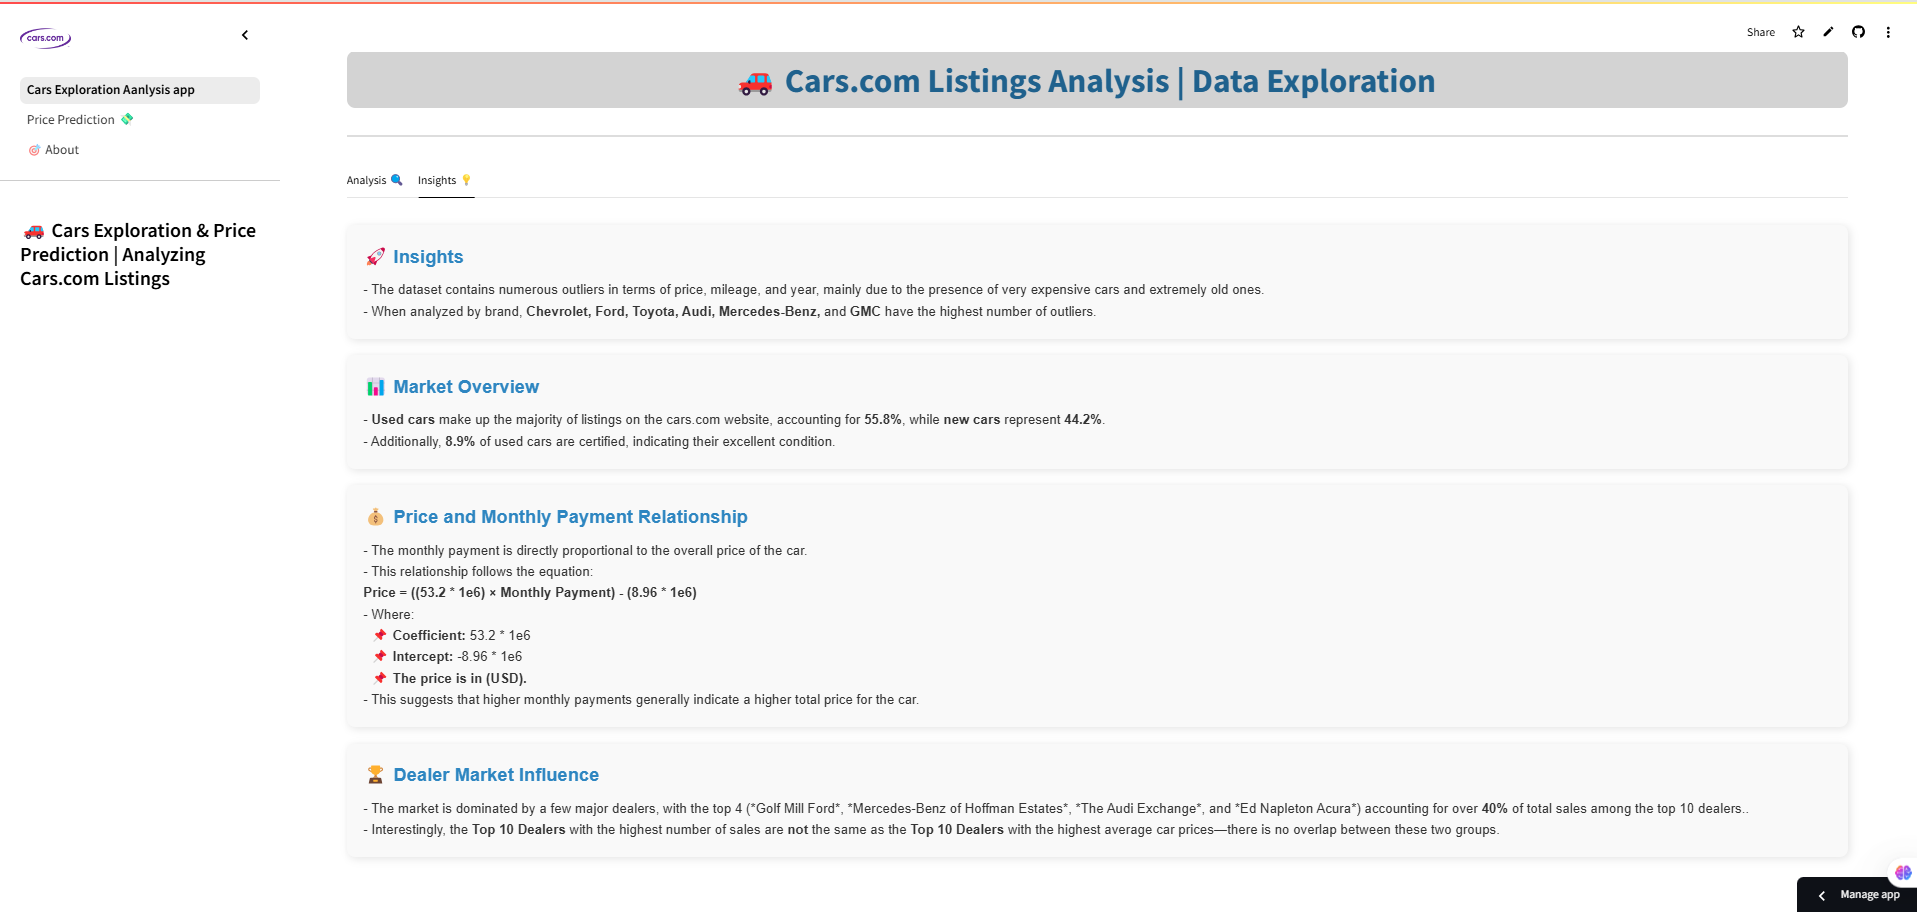 cars.com
Share
Cars.com Listings Analysis | Data Exploration
Cars Exploration Aanlysis app
Price Prediction
About
Cars Exploration & Price
Prediction | Analyzing
Cars.com Listings
Analysis
Insights
Insights
- The dataset contains numerous outliers in terms of price, mileage, and year, mainly due to the presence of very expensive cars and extremely old ones.
- When analyzed by brand, Chevrolet, Ford, Toyota, Audi, Mercedes-Benz, and GMC have the highest number of outliers.
Market Overview
- Used cars make up the majority of listings on the cars.com website, accounting for 55.8%, while new cars represent 44.2%.
- Additionally, 8.9% of used cars are certified, indicating their excellent condition.
Price and Monthly Payment Relationship
- The monthly payment is directly proportional to the overall price of the car.
- This relationship follows the equation:
Price = ((53.2 * 1e6) × Monthly Payment) - (8.96 * 1e6)
- Where:
Coefficient: 53.2 * 1e6
Intercept: -8.96 * 1e6
The price is in (USD).
- This suggests that higher monthly payments generally indicate a higher total price for the car.
Dealer Market Influence
- The market is dominated by a few major dealers, with the top 4 (*Golf Mill Ford*, *Mercedes-Benz of Hoffman Estates*, *The Audi Exchange*, and *Ed Napleton Acura*) accounting for over 40% of total sales among the top 10 dealers..
- Interestingly, the Top 10 Dealers with the highest number of sales are not the same as the Top 10 Dealers with the highest average car prices—there is no overlap between these two groups.
Manage app